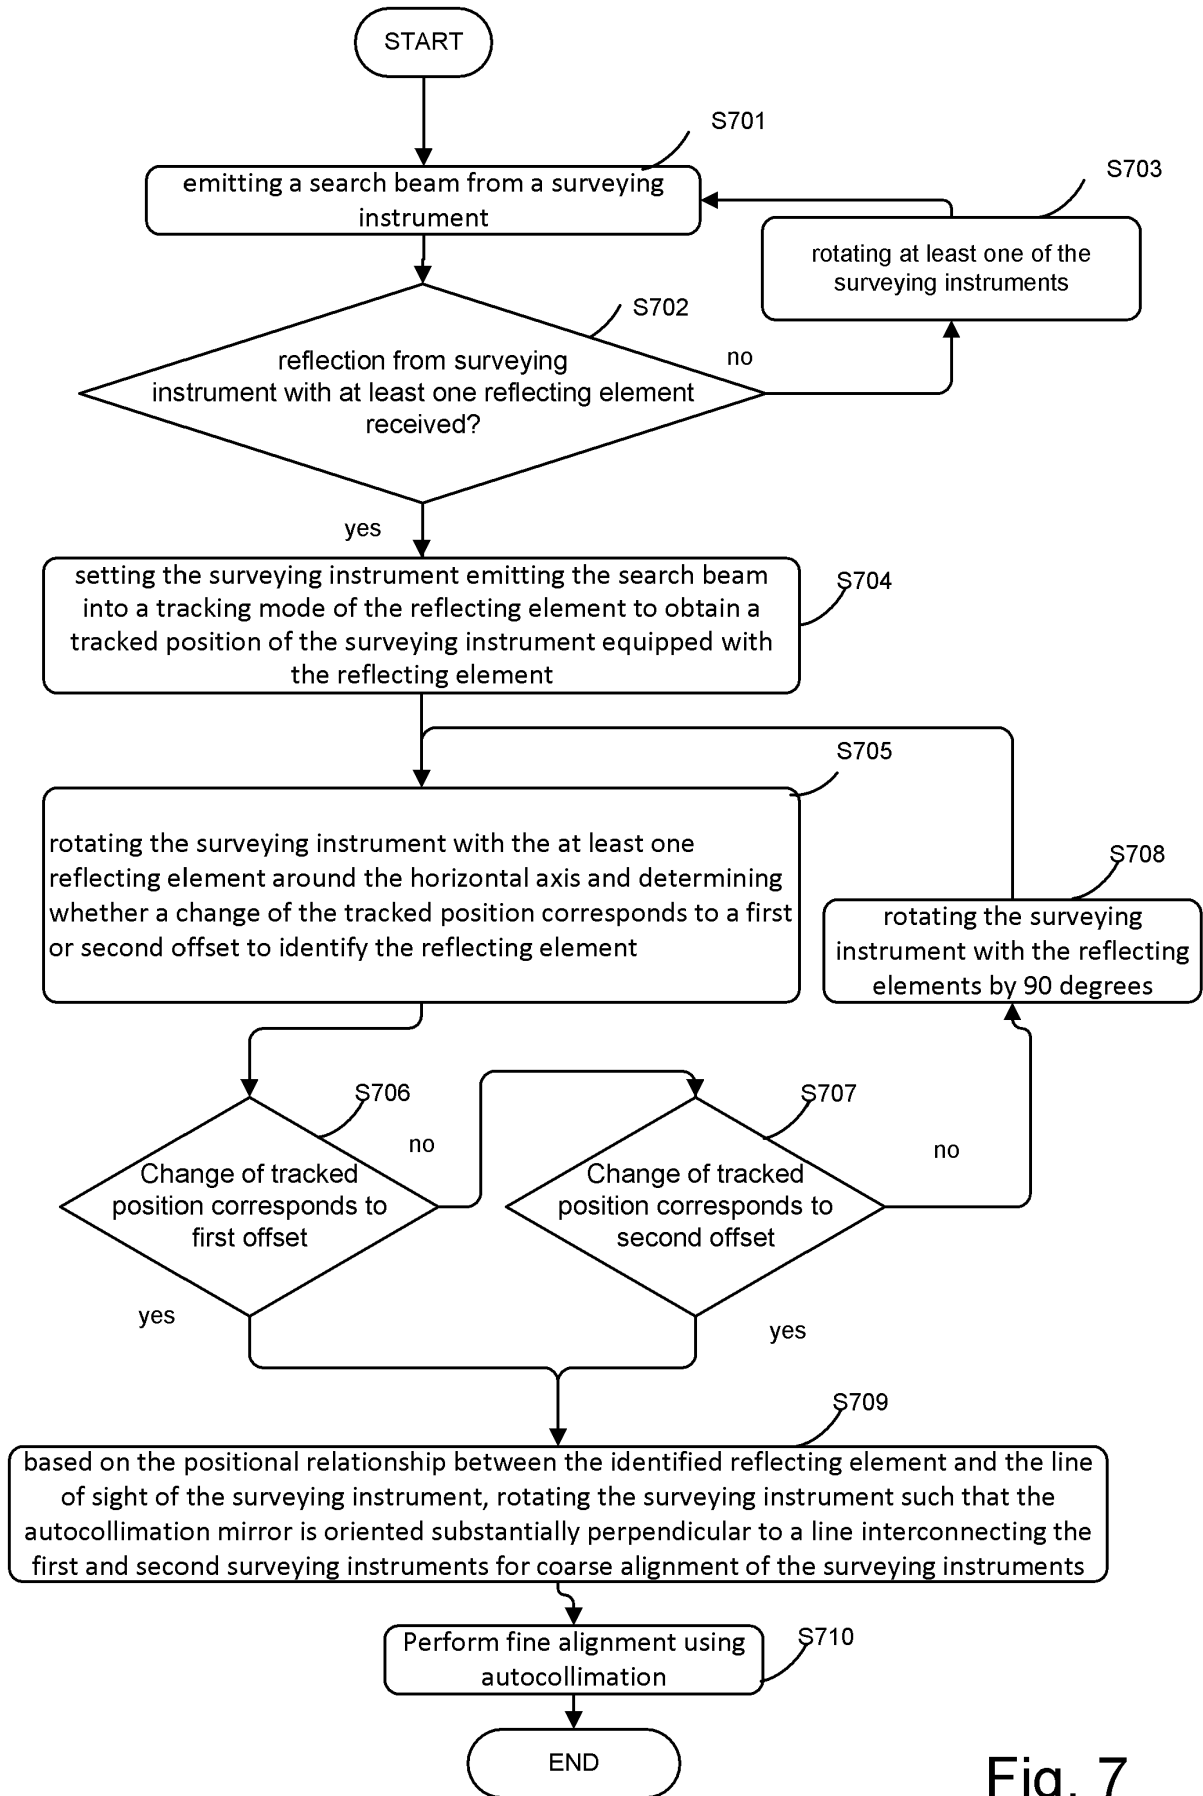 START
S701
emitting a search beam from a surveying
instrument
S703
rotating at least one of the
surveying instruments
S702
reflection from surveying
instrument with at least one reflecting element
received?
no
yes
setting the surveying instrument emitting the search beam
into a tracking mode of the reflecting element to obtain a
tracked position of the surveying instrument equipped with
the reflecting element
S704
S705
rotating the surveying instrument with the at least one
reflecting element around the horizontal axis and determining
whether a change of the tracked position corresponds to a first
or second offset to identify the reflecting element
S708
rotating the surveying
instrument with the reflecting
elements by 90 degrees
S706
Change of tracked
position corresponds to
first offset
no
yes
S707
Change of tracked
position corresponds to
second offset
no
yes
S709
based on the positional relationship between the identified reflecting element and the line
of sight of the surveying instrument, rotating the surveying instrument such that the
autocollimation mirror is oriented substantially perpendicular to a line interconnecting the
first and second surveying instruments for coarse alignment of the surveying instruments
Perform fine alignment using
autocollimation
S710
END
Fig. 7